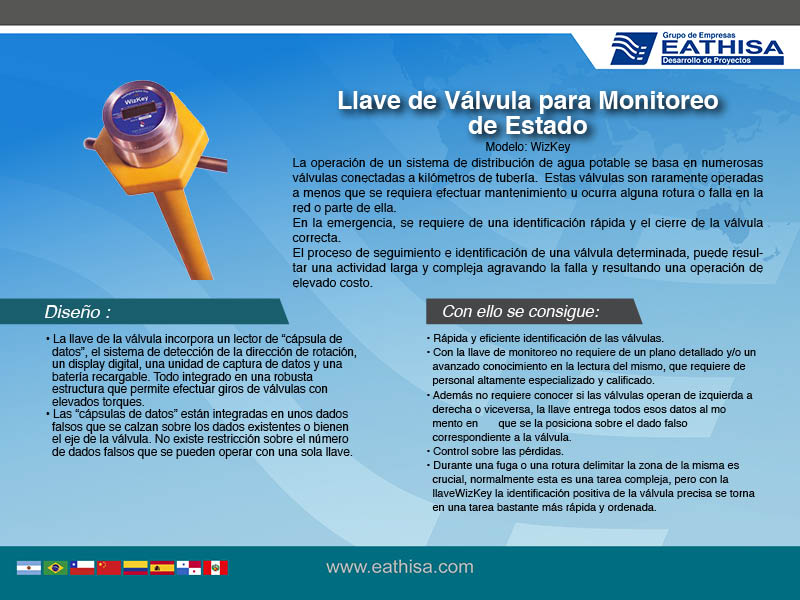 Grupo de Empresas
EATHISA
Desarrollo de Proyectos
WizKey
Llave de Válvula para Monitoreo
de Estado
Modelo: WizKey
La operación de un sistema de distribución de agua potable se basa en numerosas
válvulas conectadas a kilómetros de tubería. Estas válvulas son raramente operadas
a menos que se requiera efectuar mantenimiento u ocurra alguna rotura o falla en la
red o parte de ella.
En la emergencia, se requiere de una identificación rápida y el cierre de la válvula
correcta.
El proceso de seguimiento e identificación de una válvula determinada, puede resul-
tar una actividad larga y compleja agravando la falla y resultando una operación de
elevado costo.
Diseño :
• La llave de la válvula incorpora un lector de “cápsula de
datos”, el sistema de detección de la dirección de rotación,
un display digital, una unidad de captura de datos y una
batería recargable. Todo integrado en una robusta
estructura que permite efectuar giros de válvulas con
elevados torques.
• Las “cápsulas de datos” están integradas en unos dados
falsos que se calzan sobre los dados existentes o bienen
el eje de la válvula. No existe restricción sobre el número
de dados falsos que se pueden operar con una sola llave.
Con ello se consigue:
• Rápida y eficiente identificación de las válvulas.
• Con la llave de monitoreo no requiere de un plano detallado y/o un
avanzado conocimiento en la lectura del mismo, que requiere de
personal altamente especializado y calificado.
• Además no requiere conocer si las válvulas operan de izquierda a
derecha o viceversa, la llave entrega todos esos datos al mo
mento en que se la posiciona sobre el dado falso
correspondiente a la válvula.
• Control sobre las pérdidas.
• Durante una fuga o una rotura delimitar la zona de la misma es
crucial, normalmente esta es una tarea compleja, pero con la
llaveWizKey la identificación positiva de la válvula precisa se torna
en una tarea bastante más rápida y ordenada.
www.eathisa.com